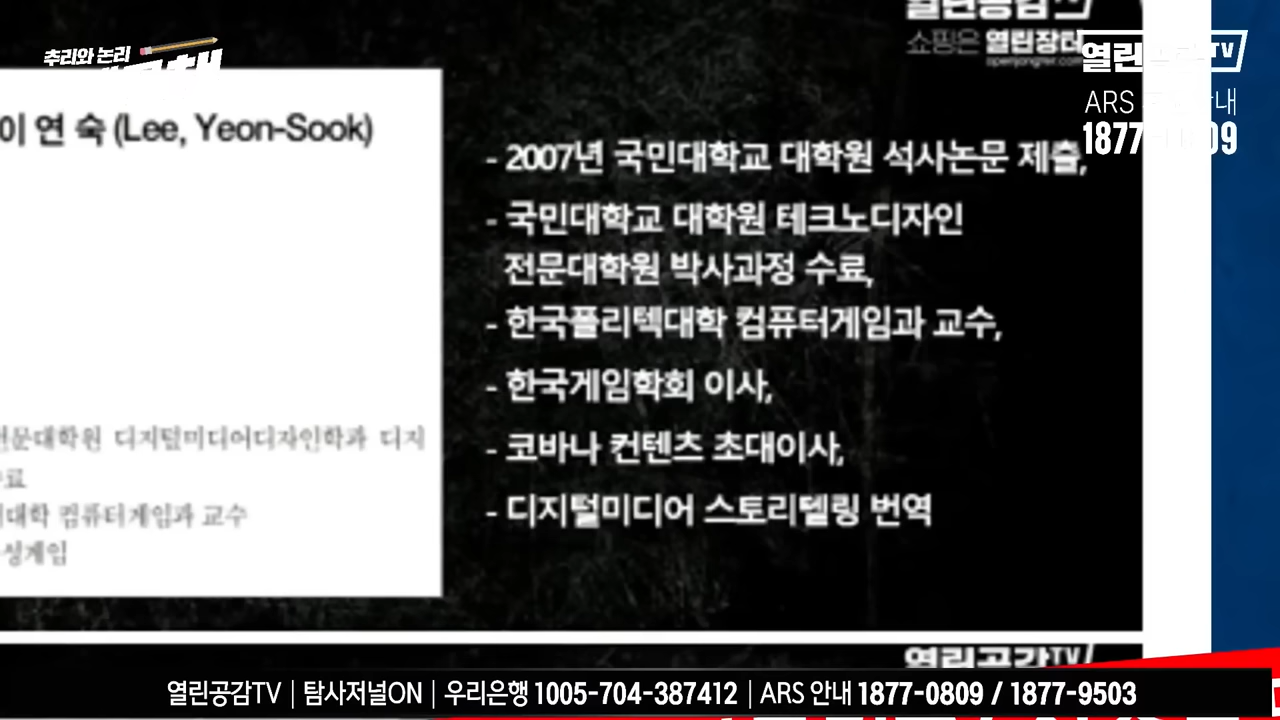 추리와 논리
열린공감TV
쇼핑은 열린장터
열린 TV
ARS 안내
1877-0809
이 연 숙 (Lee, Yeon-Sook)
전문대학원 디지털미디어디자인학과 디지
수료
대학 컴퓨터게임과 교수
성게임
- 2007년 국민대학교 대학원 석사논문 제출,
- 국민대학교 대학원 테크노디자인
전문대학원 박사과정 수료,
- 한국폴리텍대학 컴퓨터게임과 교수,
- 한국게임학회 이사,
- 코바나 컨텐츠 초대이사,
- 디지털미디어 스토리텔링 번역
열린공감TV
열린공감TV | 탐사저널ON | 우리은행 1005-704-387412 | ARS 안내 1877-0809 / 1877-9503